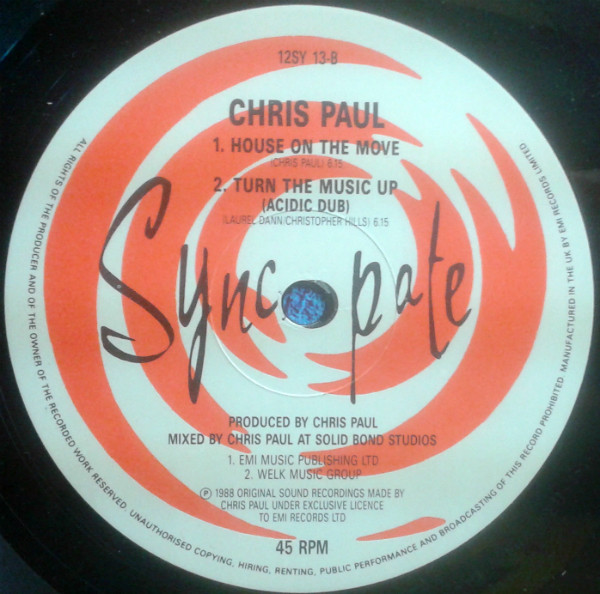 12SY 13-B
CHRIS PAUL
1. HOUSE ON THE MOVE
(CHRIS PAUL) 6.15
2. TURN THE MUSIC UP
(ACIDIC DUB)
(LAUREL DANN/CHRISTOPHER HILLS) 6.15
Sync pate
PRODUCED BY CHRIS PAUL
MIXED BY CHRIS PAUL AT SOLID BOND STUDIOS
1. EMI MUSIC PUBLISHING LTD
2. WELK MUSIC GROUP
℗ 1988 ORIGINAL SOUND RECORDINGS MADE BY
CHRIS PAUL UNDER EXCLUSIVE LICENCE
TO EMI RECORDS LTD
45 RPM
ALL RIGHTS OF THE PRODUCER AND OF THE OWNER OF THE RECORDED WORK RESERVED. UNAUTHORISED COPYING, HIRING, RENTING, PUBLIC PERFORMANCE AND BROADCASTING OF THIS RECORD PROHIBITED. MANUFACTURED IN THE UK BY EMI RECORDS LIMITED